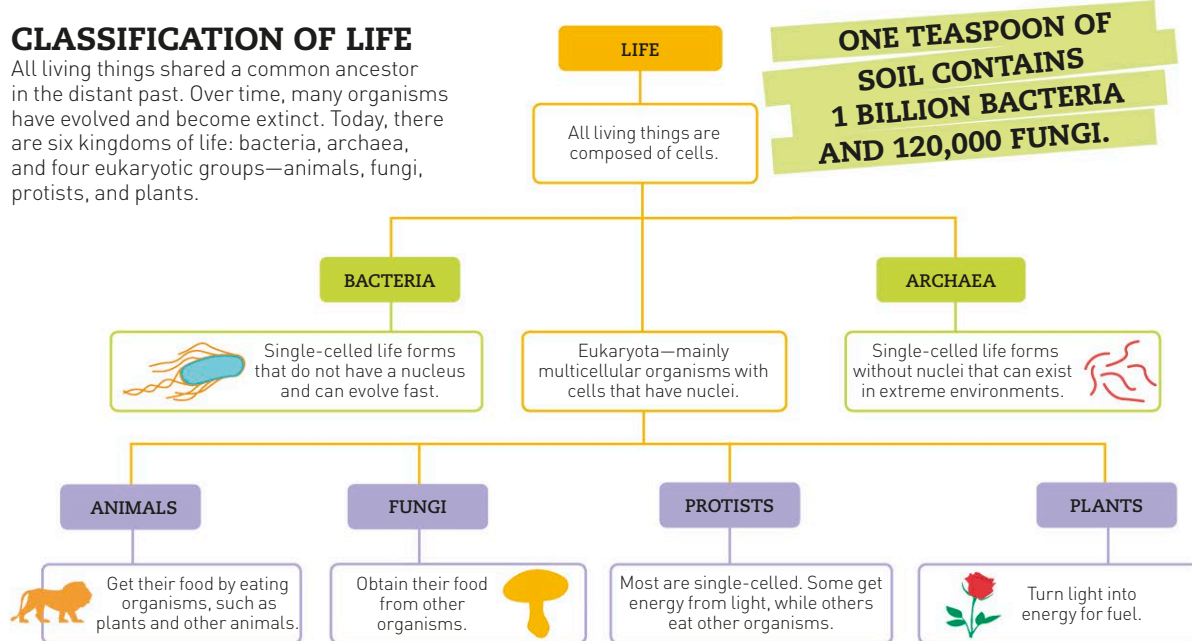 CLASSIFICATION OF LIFE
All living things shared a common ancestor
in the distant past. Over time, many organisms
have evolved and become extinct. Today, there
are six kingdoms of life: bacteria, archaea,
and four eukaryotic groups—animals, fungi,
protists, and plants.
LIFE
All living things are
composed of cells.
ONE TEASPOON OF
SOIL CONTAINS
1 BILLION BACTERIA
AND 120,000 FUNGI.
BACTERIA
Single-celled life forms
that do not have a nucleus
and can evolve fast.
Eukaryota—mainly
multicellular organisms with
cells that have nuclei.
ARCHAEA
Single-celled life forms
without nuclei that can exist
in extreme environments.
ANIMALS
Get their food by eating
organisms, such as
plants and other animals.
FUNGI
Obtain their food
from other
organisms.
PROTISTS
Most are single-celled. Some get
energy from light, while others
eat other organisms.
PLANTS
Turn light into
energy for fuel.